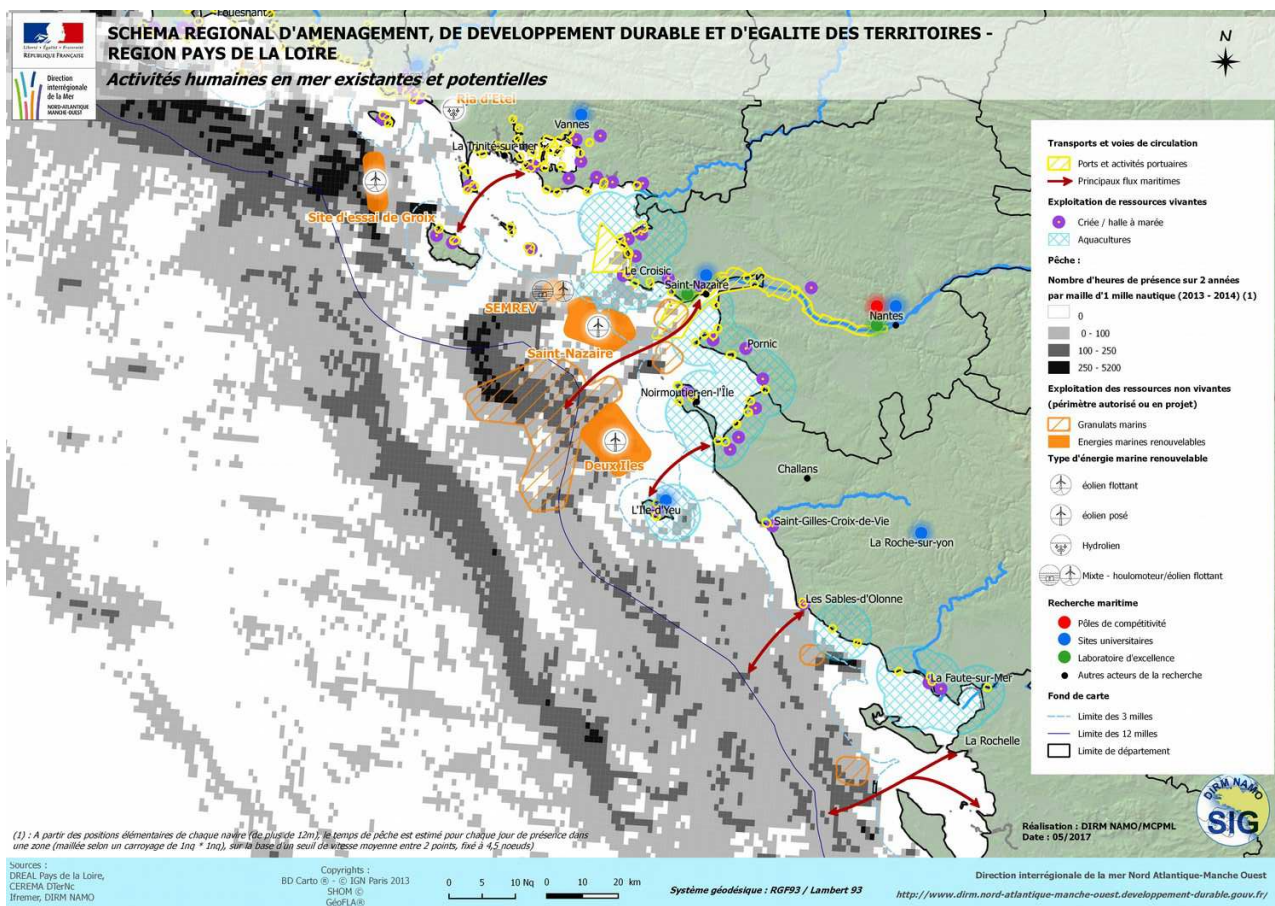 Fouesnant
SCHEMA REGIONAL D'AMENAGEMENT, DE DEVELOPPEMENT DURABLE ET D'EGALITE DES TERRITOIRES -
REGION PAYS DE LA LOIRE
Activités humaines en mer existantes et potentielles
Liberté • Égalité • Fraternité
RÉPUBLIQUE FRANÇAISE
Direction
interrégionale
de la Mer
NORD-ATLANTIQUE
MANCHE-OUEST
N
Ria d'Etel
Vannes
La Trinité-sur-mer
Site d'essai de Groix
Le Croisic
Saint-Nazaire
SEMREV
Nantes
Saint-Nazaire
Pornic
Noirmoutier-en-l'Île
Deux Iles
Challans
L'Île-d'Yeu
Saint-Gilles-Croix-de-Vie
La Roche-sur-yon
Les Sables-d'Olonne
La Faute-sur-Mer
La Rochelle
Transports et voies de circulation
Ports et activités portuaires
Principaux flux maritimes
Exploitation de ressources vivantes
Criée / halle à marée
Aquacultures
Pêche :
Nombre d'heures de présence sur 2 années
par maille d'1 mille nautique (2013 - 2014) (1)
0
0 - 100
100 - 250
250 - 5200
Exploitation des ressources non vivantes
(périmètre autorisé ou en projet)
Granulats marins
Energies marines renouvelables
Type d'énergie marine renouvelable
éolien flottant
éolien posé
Hydrolien
Mixte - houlomoteur/éolien flottant
Recherche maritime
Pôles de compétitivité
Sites universitaires
Laboratoire d'excellence
Autres acteurs de la recherche
Fond de carte
Limite des 3 milles
Limite des 12 milles
Limite de département
DIRM NAMO
SIG
Réalisation : DIRM NAMO/MCPML
Date : 05/2017
(1) : A partir des positions élémentaires de chaque navire (de plus de 12m), le temps de pêche est estimé pour chaque jour de présence dans
une zone (maillée selon un carroyage de 1nq * 1nq), sur la base d'un seuil de vitesse moyenne entre 2 points, fixé à 4,5 noeuds)
Sources :
DREAL Pays de la Loire,
CEREMA DTerNc
Ifremer, DIRM NAMO
Copyrights :
BD Carto ® - © IGN Paris 2013
SHOM ©
GéoFLA®
0 5 10 Nq
0 10 20 km
Système géodésique : RGF93 / Lambert 93
Direction interrégionale de la mer Nord Atlantique-Manche Ouest
http://www.dirm.nord-atlantique-manche-ouest.developpement-durable.gouv.fr/